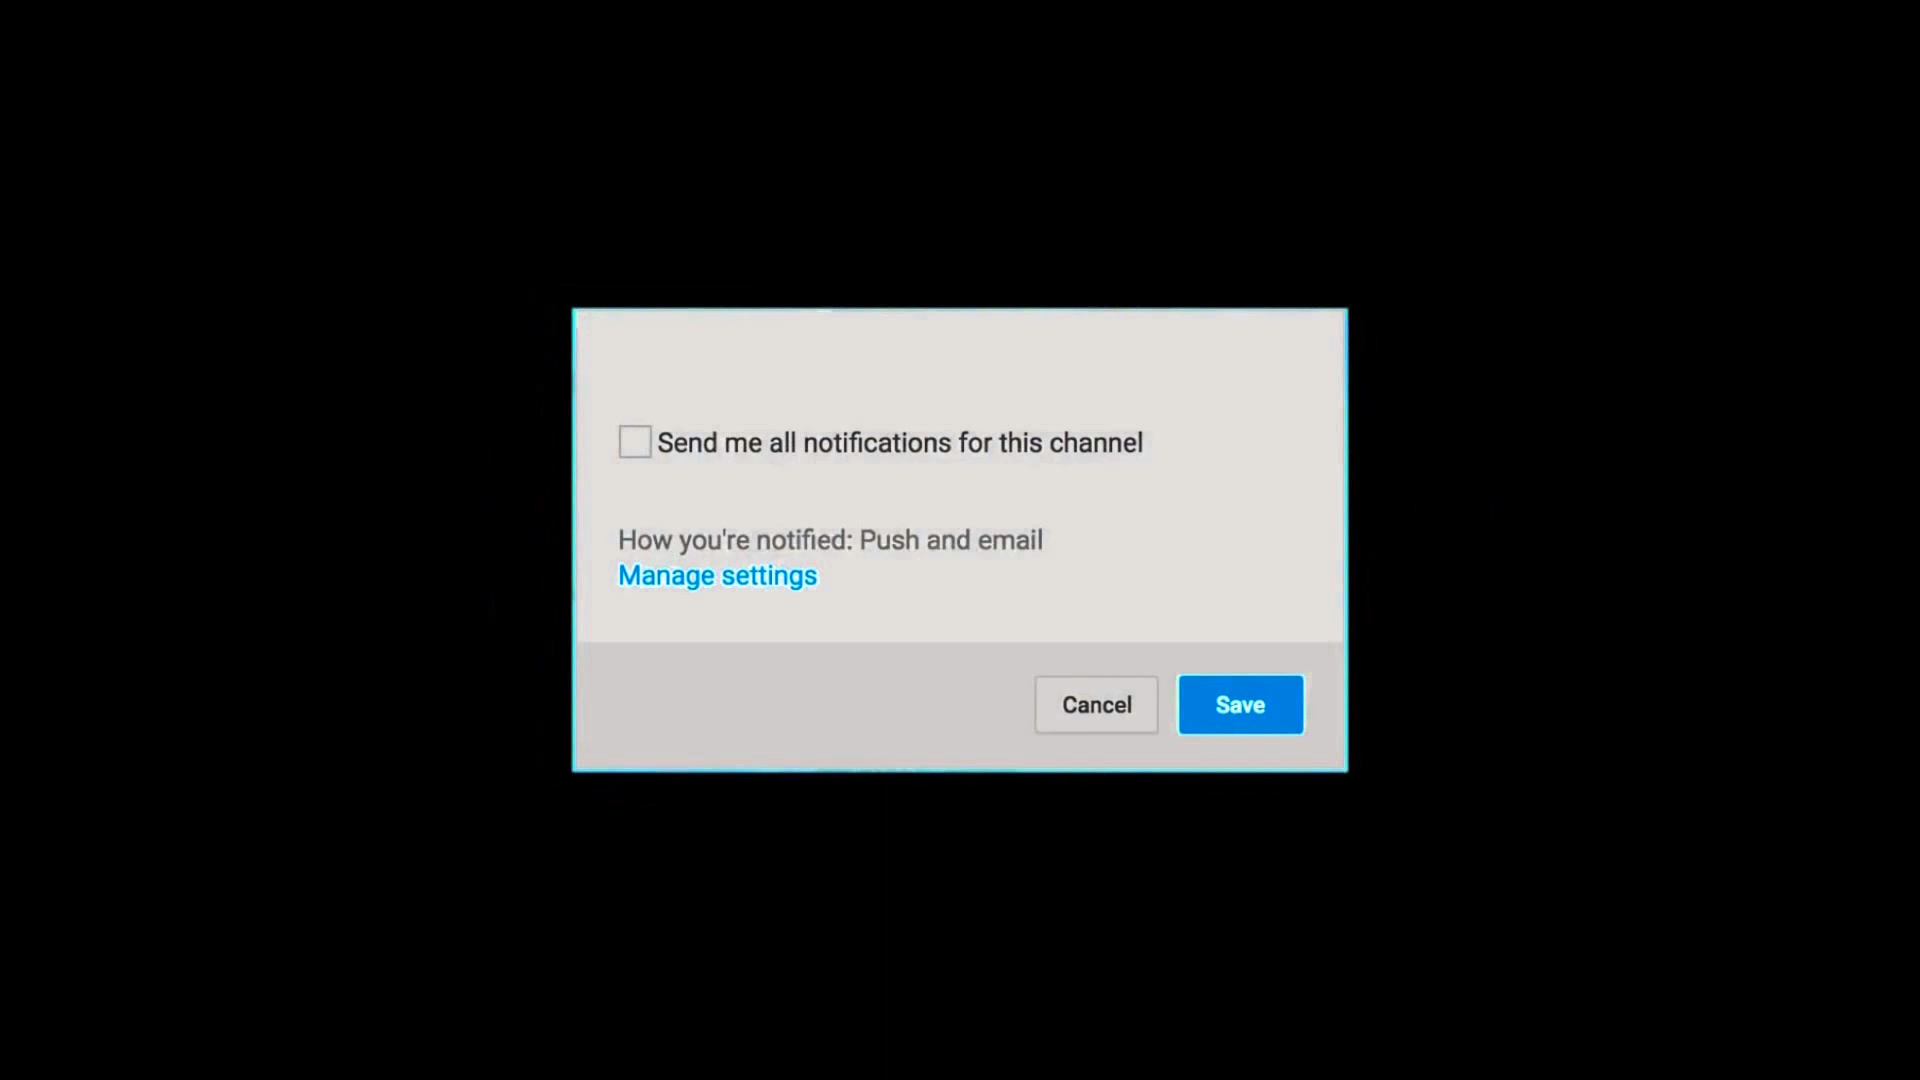 Send me all notifications for this channel
How you're notified: Push and email
Manage settings
Cancel
Save